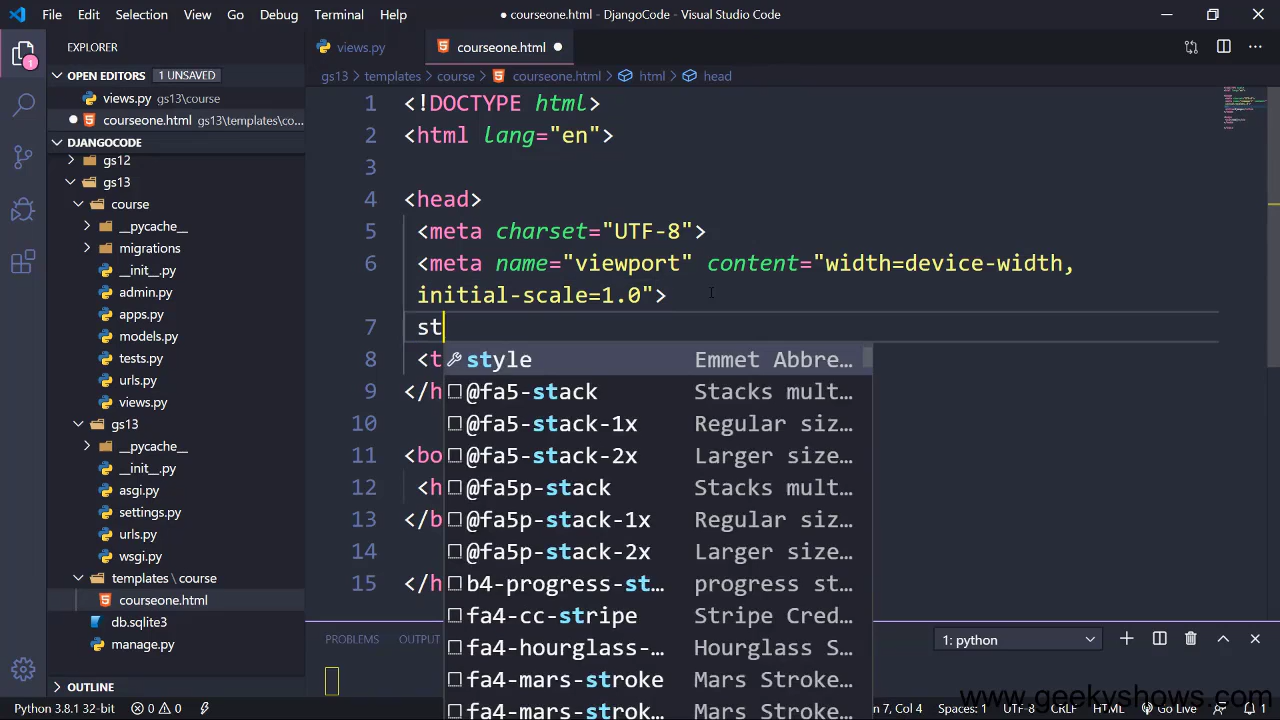 File Edit Selection View Go Debug Terminal Help
● courseone.html - DjangoCode - Visual Studio Code
EXPLORER
views.py
courseone.html
OPEN EDITORS 1 UNSAVED
views.py gs13\course
courseone.html gs13\templates\co...
DJANGOCODE
gs12
gs13
course
__pycache__
migrations
__init__.py
admin.py
apps.py
models.py
tests.py
urls.py
views.py
gs13
__pycache__
__init__.py
asgi.py
settings.py
urls.py
wsgi.py
templates \ course
courseone.html
db.sqlite3
manage.py
OUTLINE
gs13 > templates > course > courseone.html > html > head
1 <!DOCTYPE html>
2 <html lang="en">
3
4 <head>
5 <meta charset="UTF-8">
6 <meta name="viewport" content="width=device-width,
initial-scale=1.0">
7 st
8 <t
9 </h
10
11 <bo
12 <h
13 </b
14
15 </h
style Emmet Abbre...
@fa5-stack Stacks mult...
@fa5-stack-1x Regular siz...
@fa5-stack-2x Larger size...
@fa5p-stack Stacks mult...
@fa5p-stack-1x Regular siz...
@fa5p-stack-2x Larger size...
b4-progress-st... progress st...
fa4-cc-stripe Stripe Cred...
fa4-hourglass-... Hourglass S...
fa4-mars-stroke Mars Stroke...
fa4-mars-strok... Mars Stroke...
PROBLEMS OUTPUT
1: python
www.geekyshows.com
Python 3.8.1 32-bit 0 0 n 7, Col 4 Spaces: 1 UTF-8 CRLF HTML Go Live 1